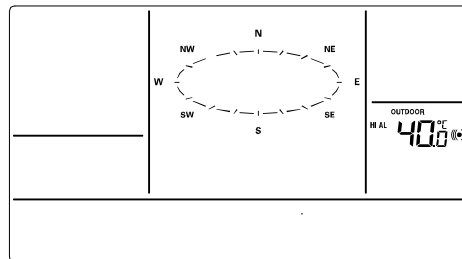 N
NW NE
W E
SW SE
S
OUTDOOR
HI AL 40.0 °C